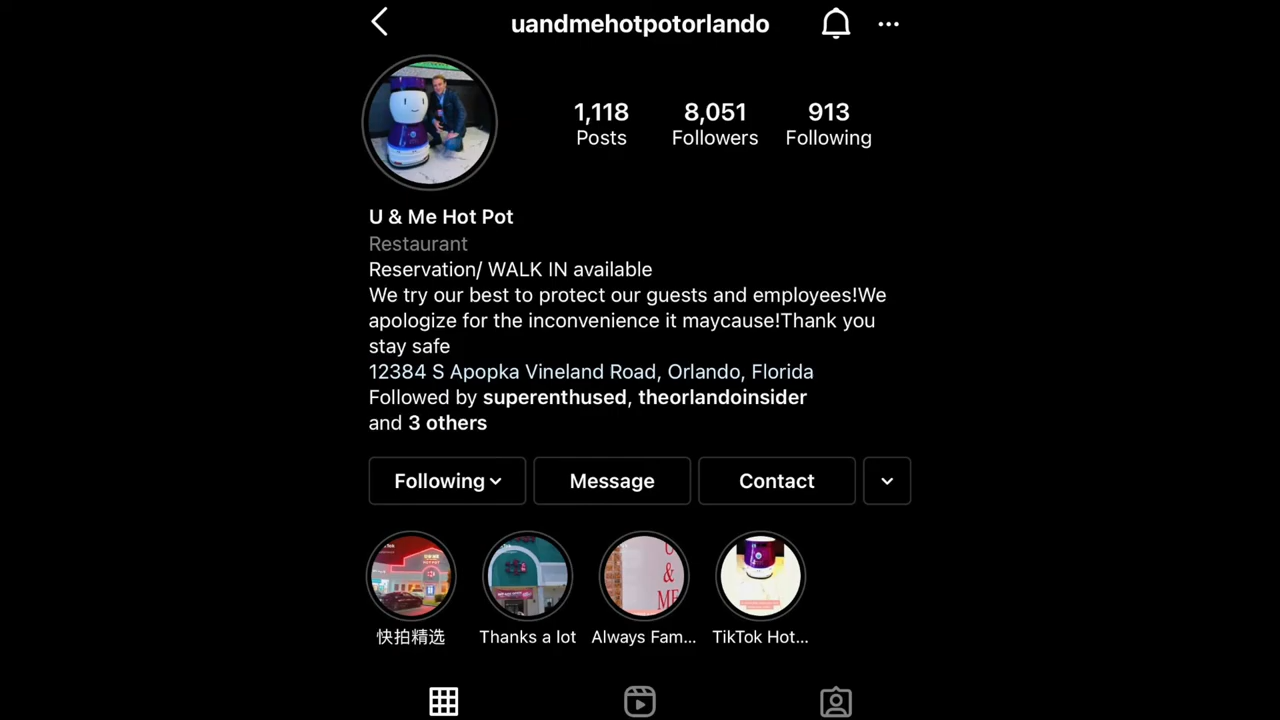 uandmehotpotorlando
1,118 8,051 913
Posts Followers Following
U & Me Hot Pot
Restaurant
Reservation/ WALK IN available
We try our best to protect our guests and employees!We
apologize for the inconvenience it maycause!Thank you
stay safe
12384 S Apopka Vineland Road, Orlando, Florida
Followed by superenthused, theorlandoinsider
and 3 others
Following Message Contact
U
&
ME
快拍精选 Thanks a lot Always Fam... TikTok Hot...